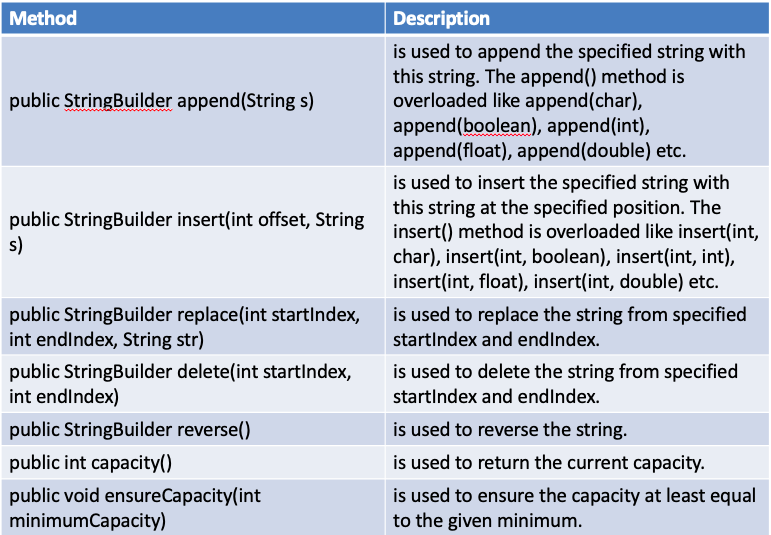 Method
Description
public StringBuilder append(String s)
is used to append the specified string with
this string. The append() method is
overloaded like append(char),
append(boolean), append(int),
append(float), append(double) etc.
public StringBuilder insert(int offset, String
s)
is used to insert the specified string with
this string at the specified position. The
insert() method is overloaded like insert(int,
char), insert(int, boolean), insert(int, int),
insert(int, float), insert(int, double) etc.
public StringBuilder replace(int startIndex,
int endIndex, String str)
is used to replace the string from specified
startIndex and endIndex.
public StringBuilder delete(int startIndex,
int endIndex)
is used to delete the string from specified
startIndex and endIndex.
public StringBuilder reverse()
is used to reverse the string.
public int capacity()
is used to return the current capacity.
public void ensureCapacity(int
minimumCapacity)
is used to ensure the capacity at least equal
to the given minimum.